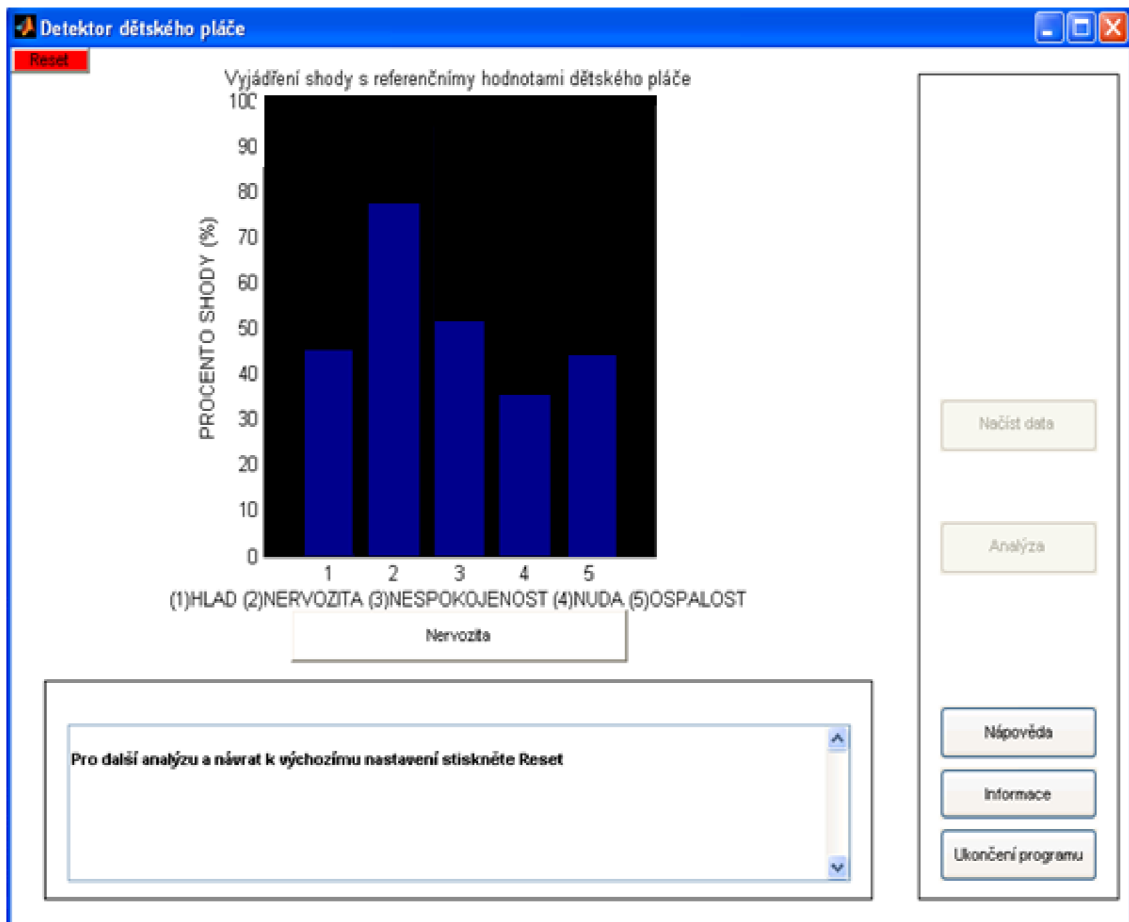 Detektor dětského pláče
Reset
Vyjádření shody s referenčnímy hodnotami dětského pláče
PROCENTO SHODY (%)
100
90
80
70
60
50
40
30
20
10
0
1 2 3 4 5
(1)HLAD (2)NERVOZITA (3)NESPOKOJENOST (4)NUDA (5)OSPALOST
Nervozita
Pro další analýzu a návrat k výchozímu nastavení stiskněte Reset
Načíst data
Analýza
Nápověda
Informace
Ukončení programu